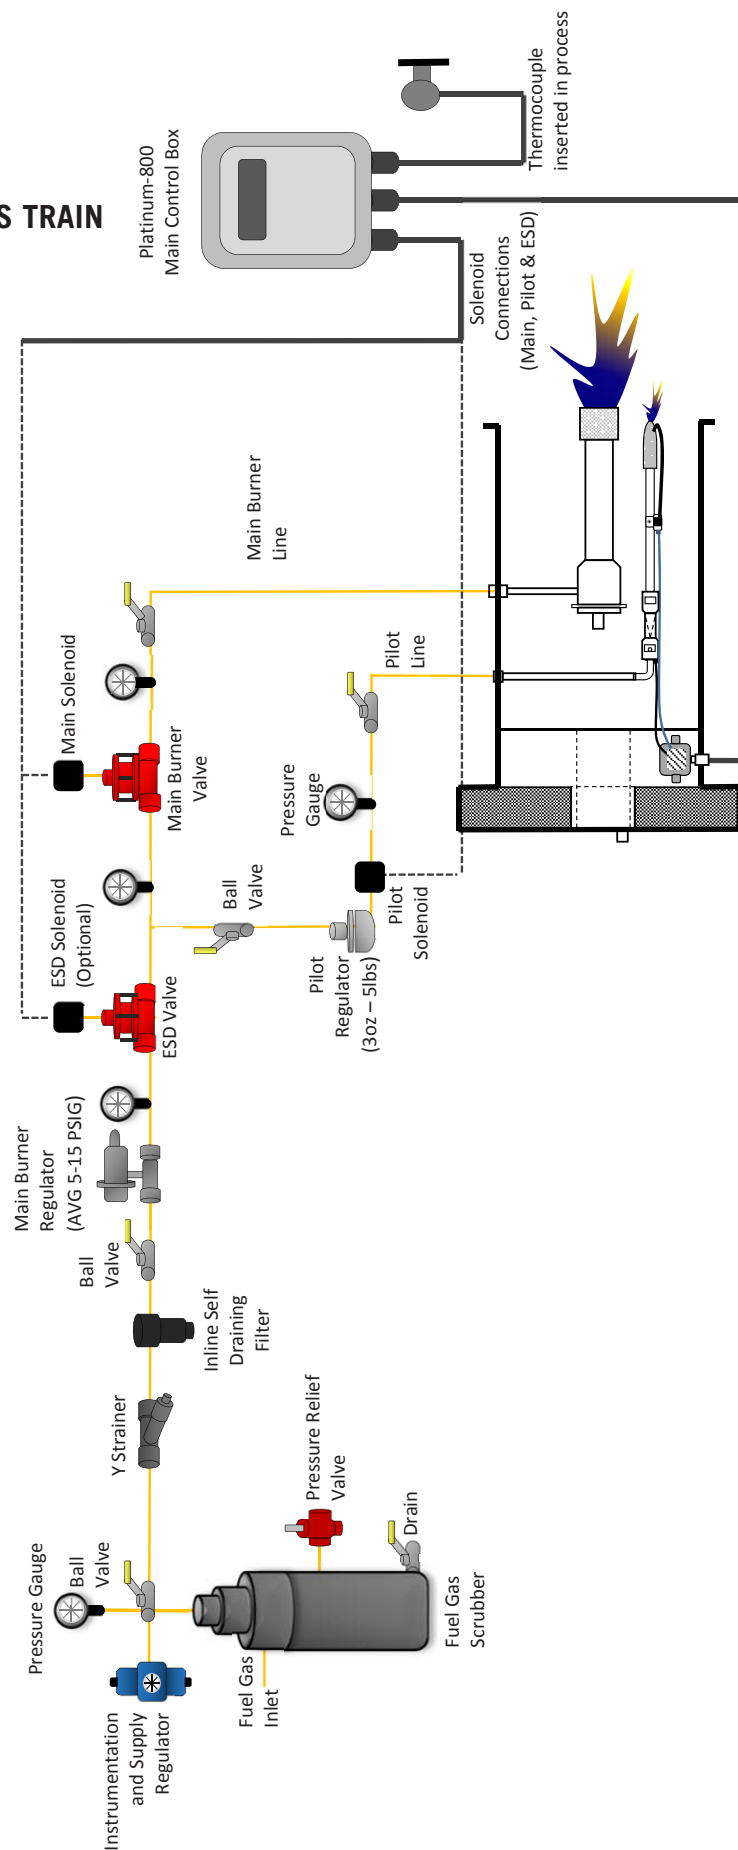 S TRAIN
Platinum-800
Main Control Box
Thermocouple
inserted in process
Solenoid
Connections
(Main, Pilot & ESD)
Main Burner
Line
Pilot
Line
Main Solenoid
Main Burner
Valve
Pressure
Gauge
ESD Solenoid
(Optional)
ESD Valve
Ball
Valve
Pilot
Solenoid
Pilot
Regulator
(3oz – 5lbs)
Main Burner
Regulator
(AVG 5-15 PSIG)
Ball
Valve
Inline Self
Draining
Filter
Y Strainer
Pressure Relief
Valve
Drain
Fuel Gas
Scrubber
Pressure Gauge
Ball
Valve
Fuel Gas
Inlet
Instrumentation
and Supply
Regulator